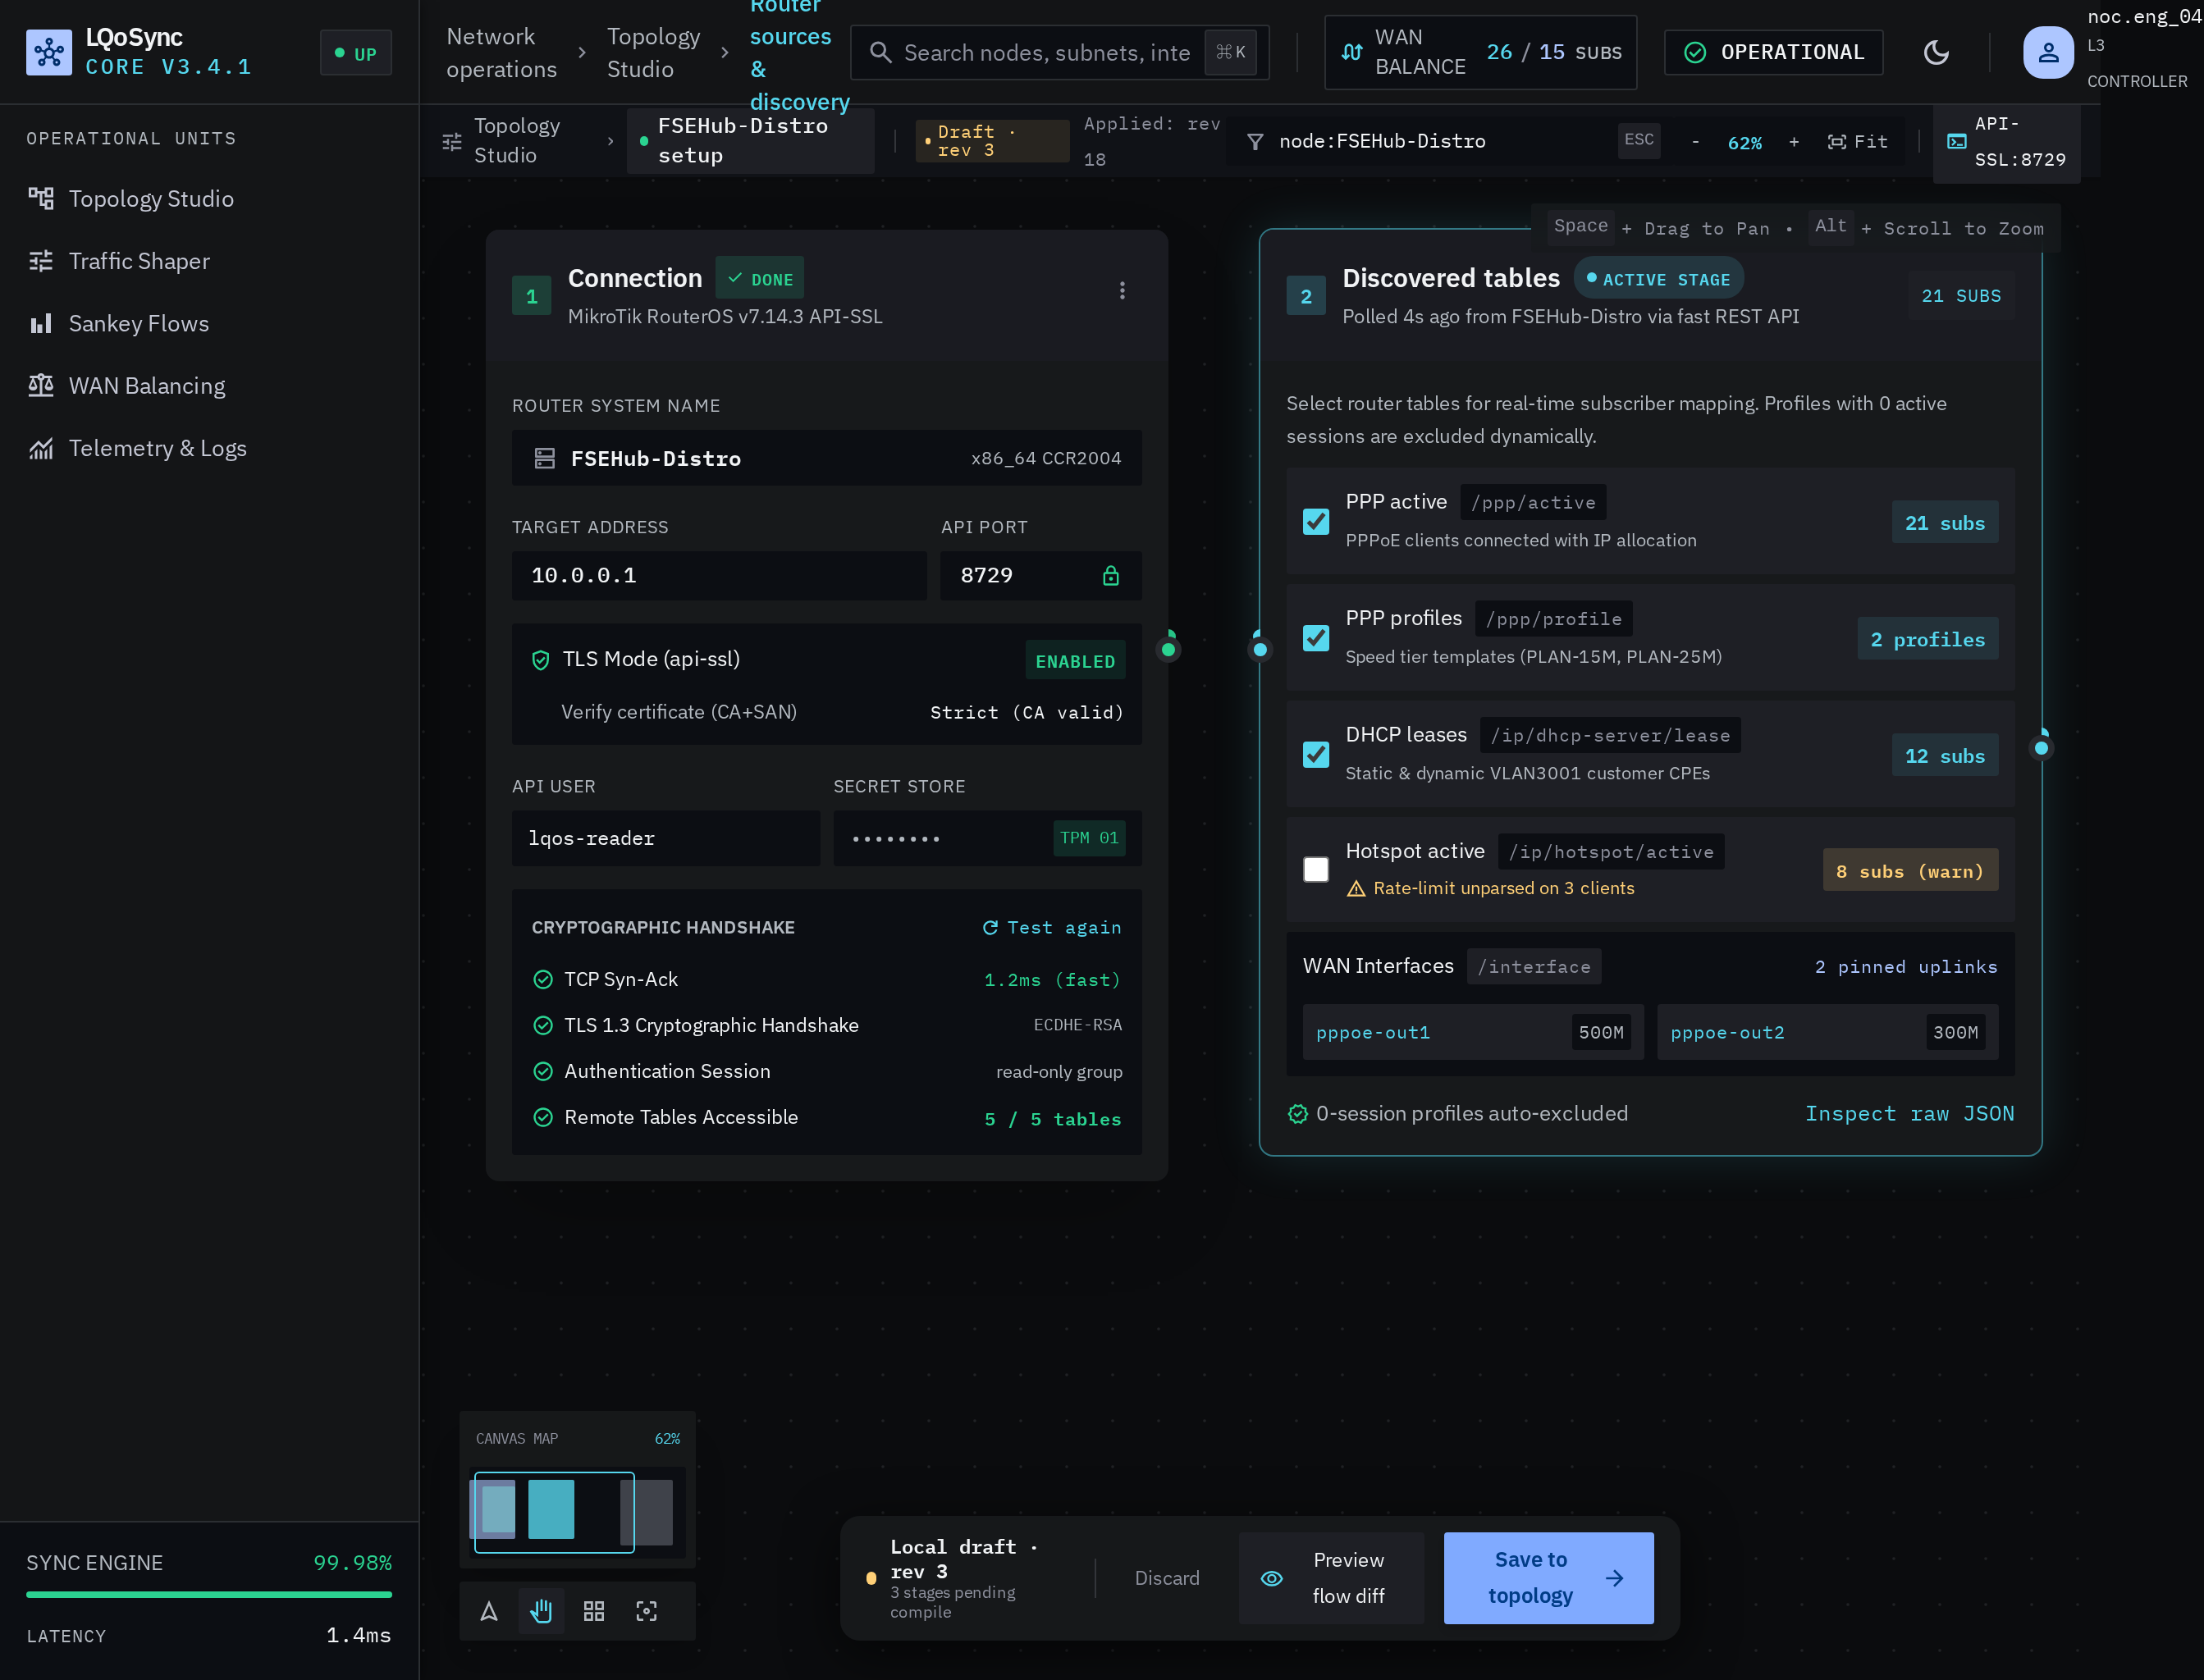 LQoSync
CORE V3.4.1
UP
OPERATIONAL UNITS
Topology Studio
Traffic Shaper
Sankey Flows
WAN Balancing
Telemetry & Logs
SYNC ENGINE 99.98%
LATENCY 1.4ms
Network
operations
Topology
Studio
Router
sources
&
discovery
Search nodes, subnets, inte
⌘K
WAN
BALANCE
26 / 15 SUBS
OPERATIONAL
noc.eng_04
L3
CONTROLLER
Topology
Studio
FSEHub-Distro
setup
Draft ·
rev 3
Applied: rev
18
node:FSEHub-Distro
ESC
- 62% +
Fit
API-
SSL:8729
Space + Drag to Pan • Alt + Scroll to Zoom
1
Connection
DONE
MikroTik RouterOS v7.14.3 API-SSL
ROUTER SYSTEM NAME
FSEHub-Distro x86_64 CCR2004
TARGET ADDRESS API PORT
10.0.0.1 8729
TLS Mode (api-ssl) ENABLED
Verify certificate (CA+SAN) Strict (CA valid)
API USER SECRET STORE
lqos-reader •••••••• TPM 01
CRYPTOGRAPHIC HANDSHAKE Test again
TCP Syn-Ack 1.2ms (fast)
TLS 1.3 Cryptographic Handshake ECDHE-RSA
Authentication Session read-only group
Remote Tables Accessible 5 / 5 tables
2
Discovered tables
ACTIVE STAGE
21 SUBS
Polled 4s ago from FSEHub-Distro via fast REST API
Select router tables for real-time subscriber mapping. Profiles with 0 active
sessions are excluded dynamically.
PPP active /ppp/active
21 subs
PPPoE clients connected with IP allocation
PPP profiles /ppp/profile
2 profiles
Speed tier templates (PLAN-15M, PLAN-25M)
DHCP leases /ip/dhcp-server/lease
12 subs
Static & dynamic VLAN3001 customer CPEs
Hotspot active /ip/hotspot/active
8 subs (warn)
Rate-limit unparsed on 3 clients
WAN Interfaces /interface 2 pinned uplinks
pppoe-out1 500M pppoe-out2 300M
0-session profiles auto-excluded Inspect raw JSON
CANVAS MAP 62%
Local draft ·
rev 3
3 stages pending
compile
Discard
Preview
flow diff
Save to
topology